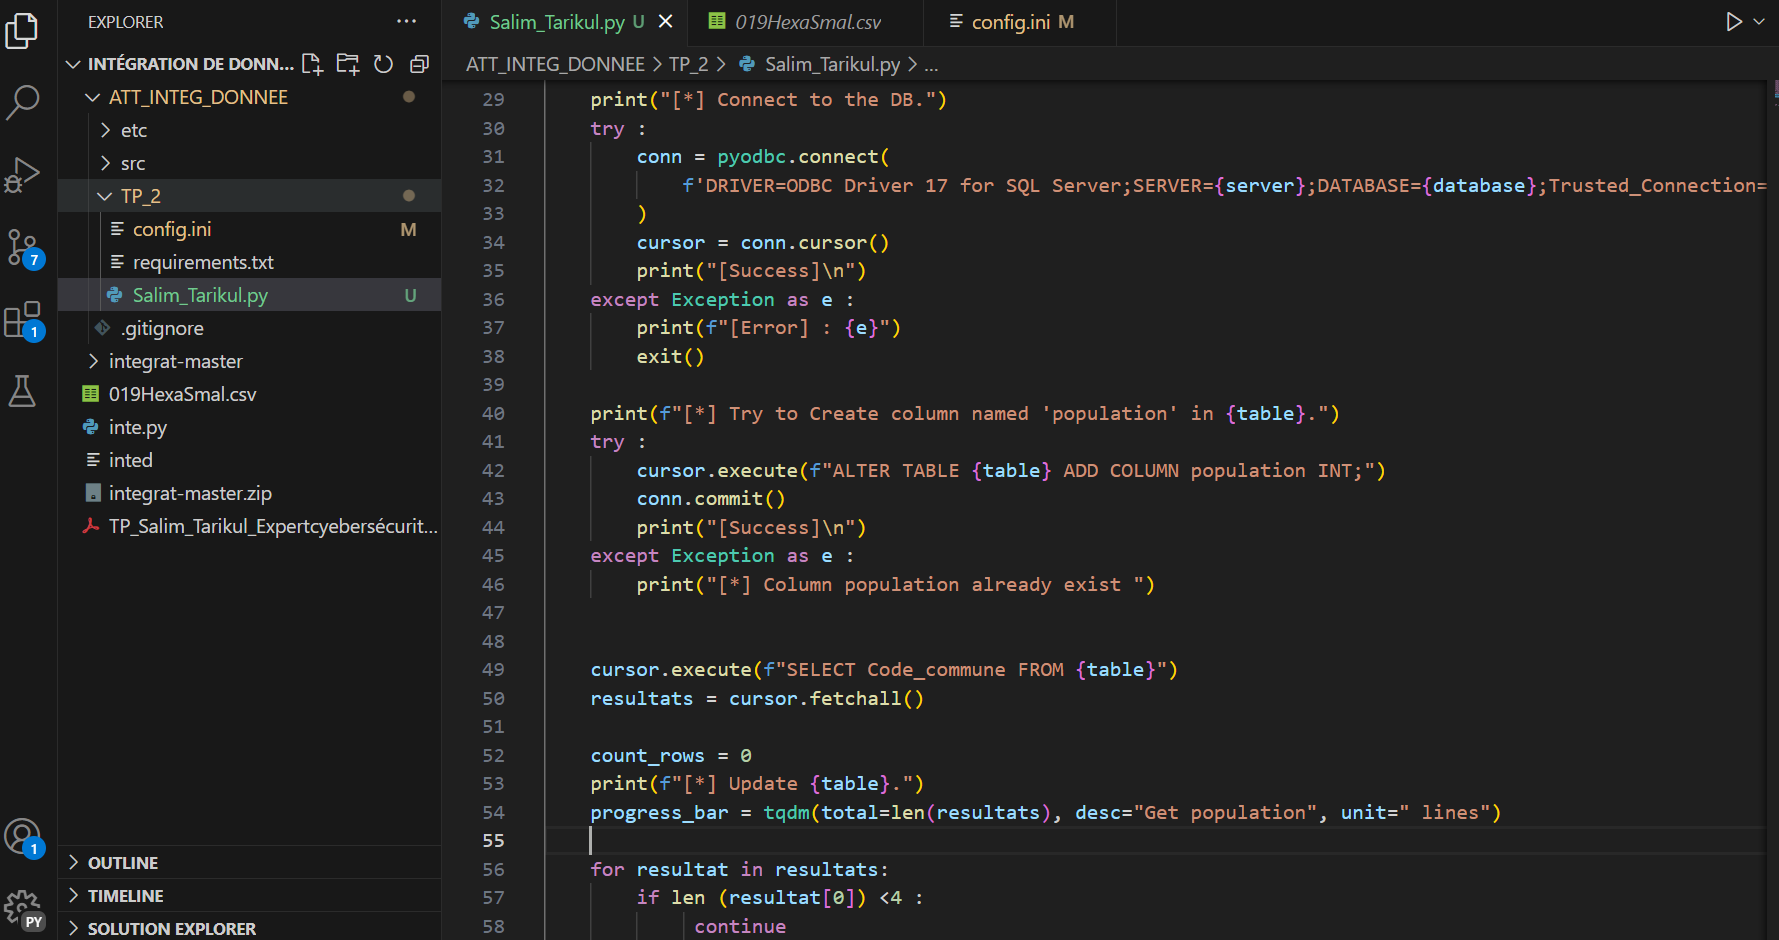 EXPLORER
INTÉGRATION DE DONN...
ATT_INTEG_DONNEE
etc
src
TP_2
config.ini M
requirements.txt
Salim_Tarikul.py U
.gitignore
integrat-master
019HexaSmal.csv
inte.py
inted
integrat-master.zip
TP_Salim_Tarikul_Expertcyebersécurit...
OUTLINE
TIMELINE
SOLUTION EXPLORER
7
1
1
PY
Salim_Tarikul.py U
019HexaSmal.csv
config.ini M
ATT_INTEG_DONNEE > TP_2 > Salim_Tarikul.py > ...
29 print("[*] Connect to the DB.")
30 try :
31 conn = pyodbc.connect(
32 f'DRIVER=ODBC Driver 17 for SQL Server;SERVER={server};DATABASE={database};Trusted_Connection=
33 )
34 cursor = conn.cursor()
35 print("[Success]\n")
36 except Exception as e :
37 print(f"[Error] : {e}")
38 exit()
39
40 print(f"[*] Try to Create column named 'population' in {table}.")
41 try :
42 cursor.execute(f"ALTER TABLE {table} ADD COLUMN population INT;")
43 conn.commit()
44 print("[Success]\n")
45 except Exception as e :
46 print("[*] Column population already exist ")
47
48
49 cursor.execute(f"SELECT Code_commune FROM {table}")
50 resultats = cursor.fetchall()
51
52 count_rows = 0
53 print(f"[*] Update {table}.")
54 progress_bar = tqdm(total=len(resultats), desc="Get population", unit=" lines")
55
56 for resultat in resultats:
57 if len (resultat[0]) <4 :
58 continue